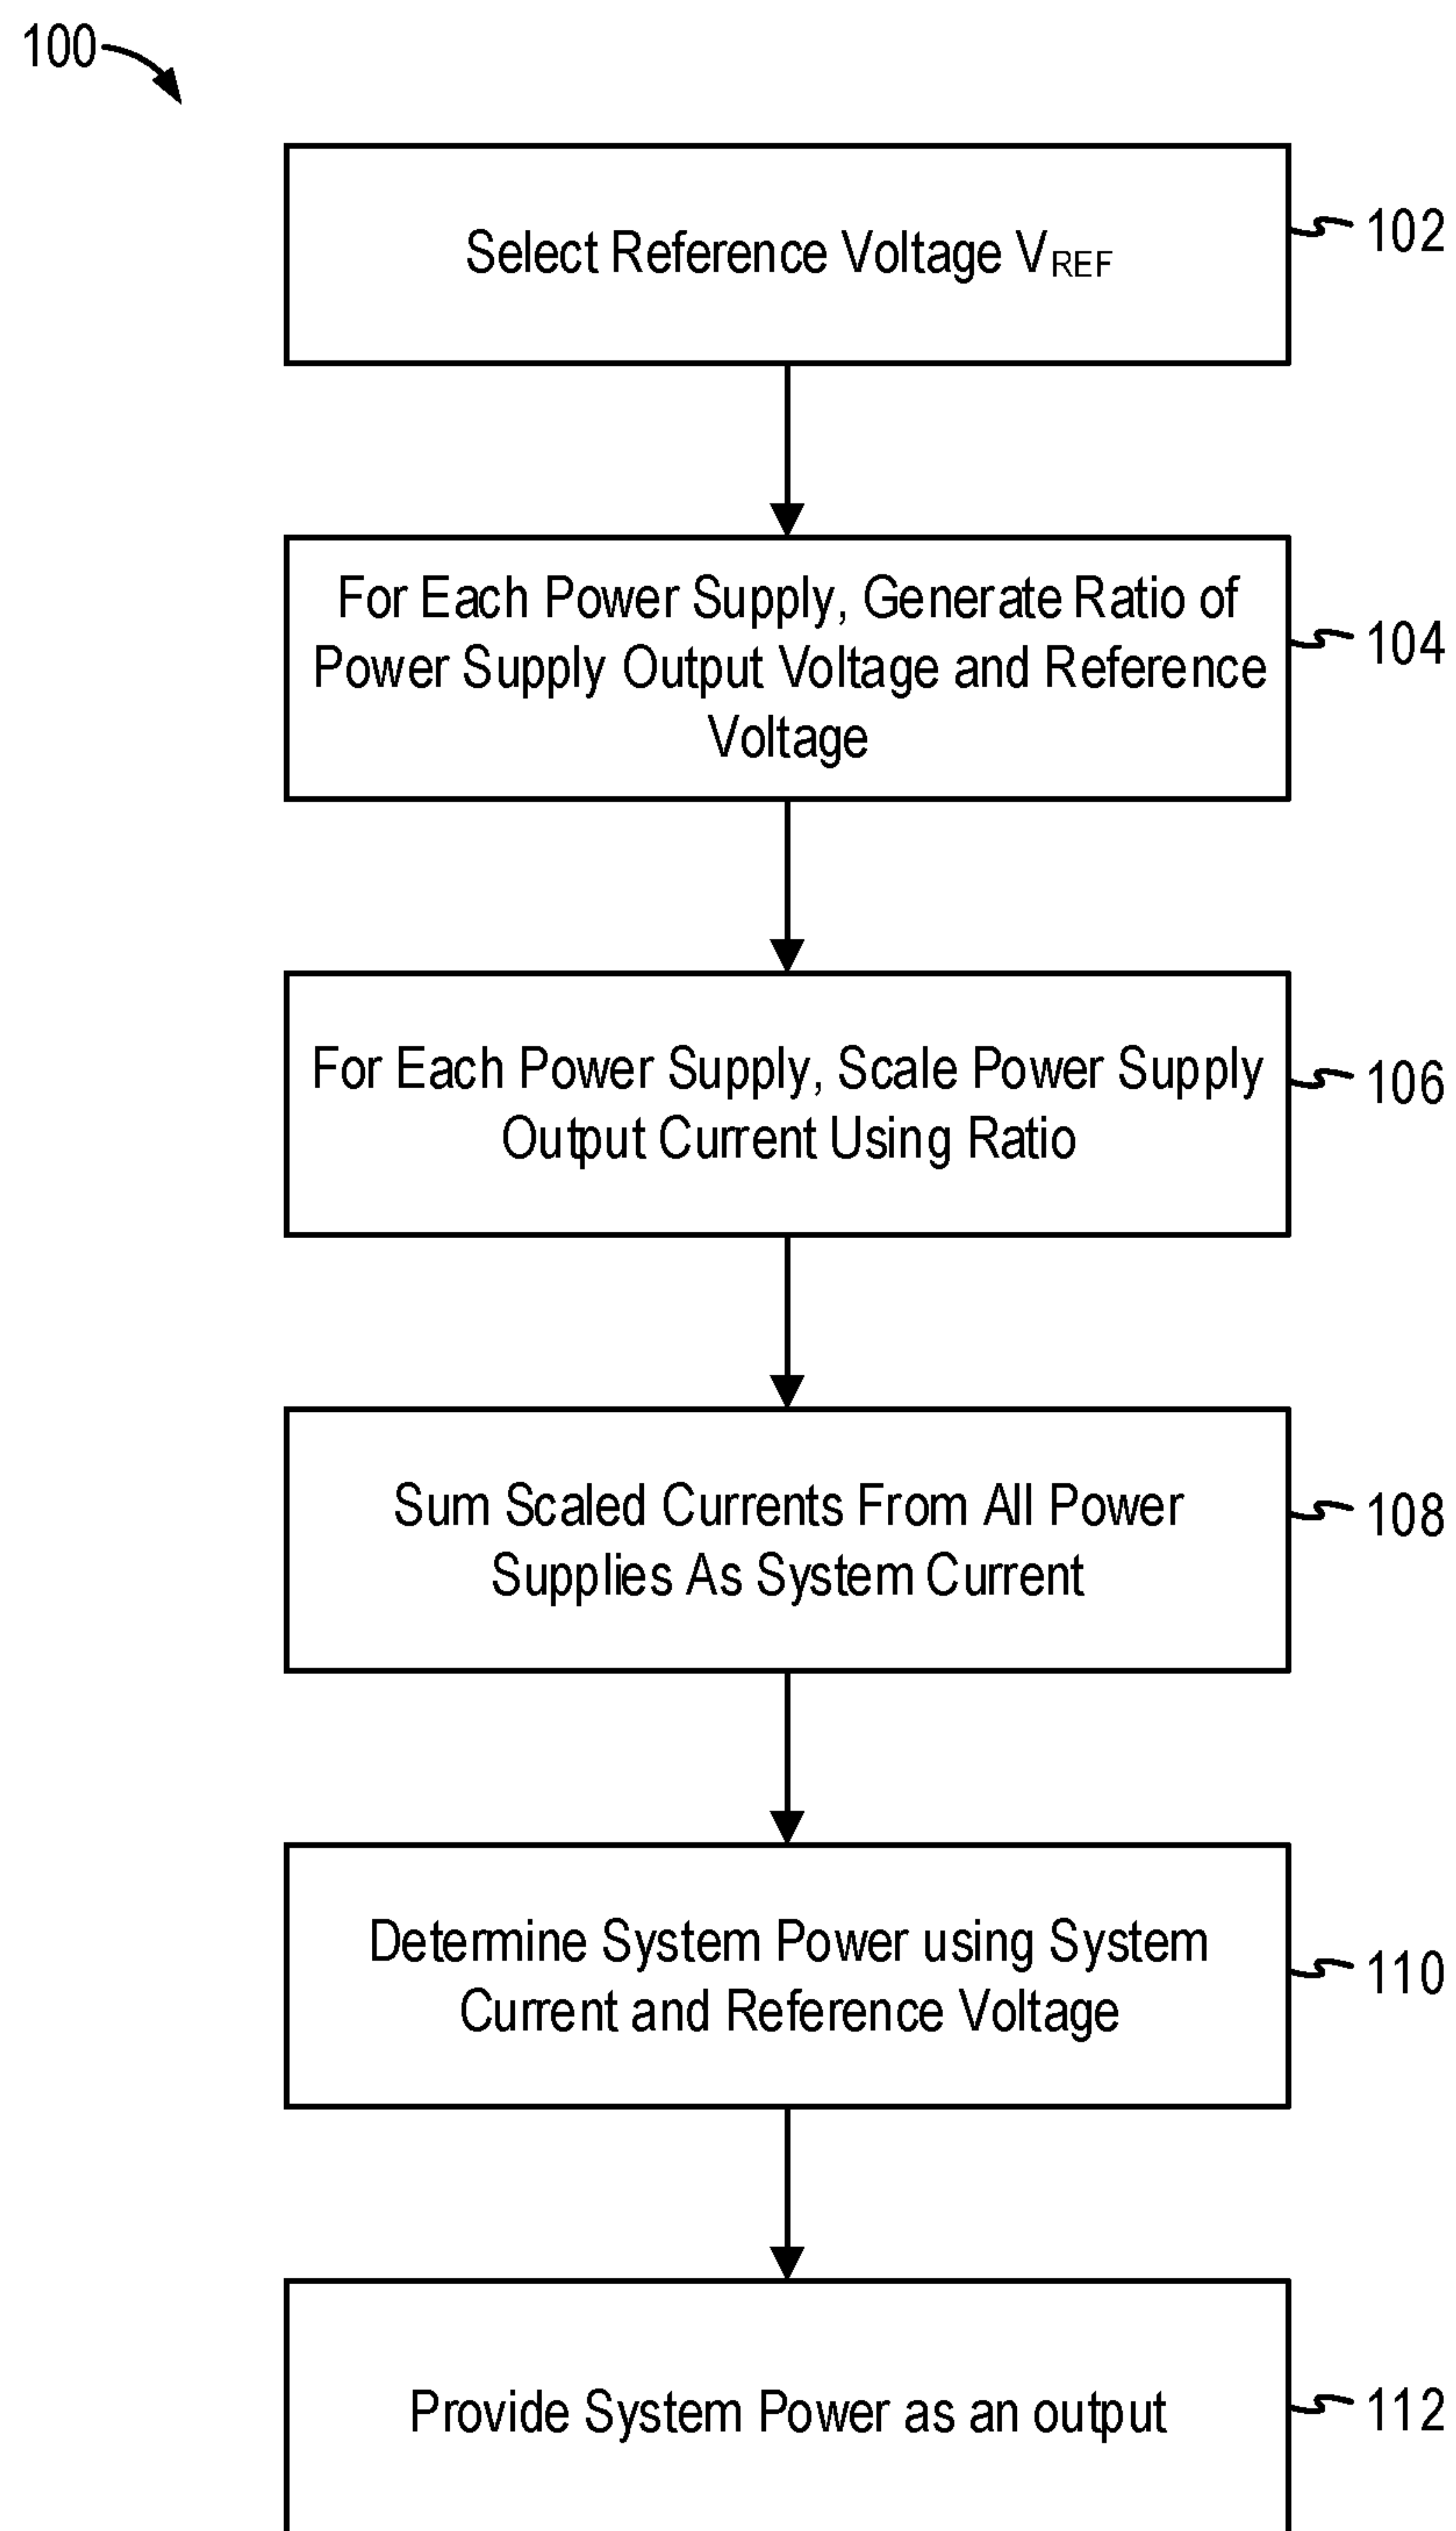 100
Select Reference Voltage VREF
102
For Each Power Supply, Generate Ratio of
Power Supply Output Voltage and Reference
Voltage
104
For Each Power Supply, Scale Power Supply
Output Current Using Ratio
106
Sum Scaled Currents From All Power
Supplies As System Current
108
Determine System Power using System
Current and Reference Voltage
110
Provide System Power as an output
112